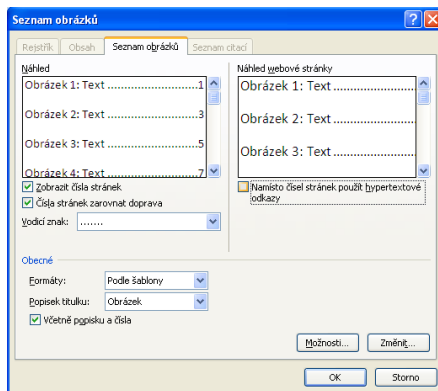 Seznam obrázků
Rejstřík Obsah Seznam obrázků Seznam citací
Náhled
Obrázek 1: Text.......................1
Obrázek 2: Text.......................3
Obrázek 3: Text.......................5
Obrázek 4: Text.......................7
Zobrazit čísla stránek
Čísla stránek zarovnat doprava
Vodicí znak: .......
Náhled webové stránky
Obrázek 1: Text.............
Obrázek 2: Text.............
Obrázek 3: Text.............
Namísto čísel stránek použít hypertextové
odkazy
Obecné
Formáty: Podle šablony
Popisek titulku: Obrázek
Včetně popisku a čísla
Možnosti... Změnit...
OK Storno